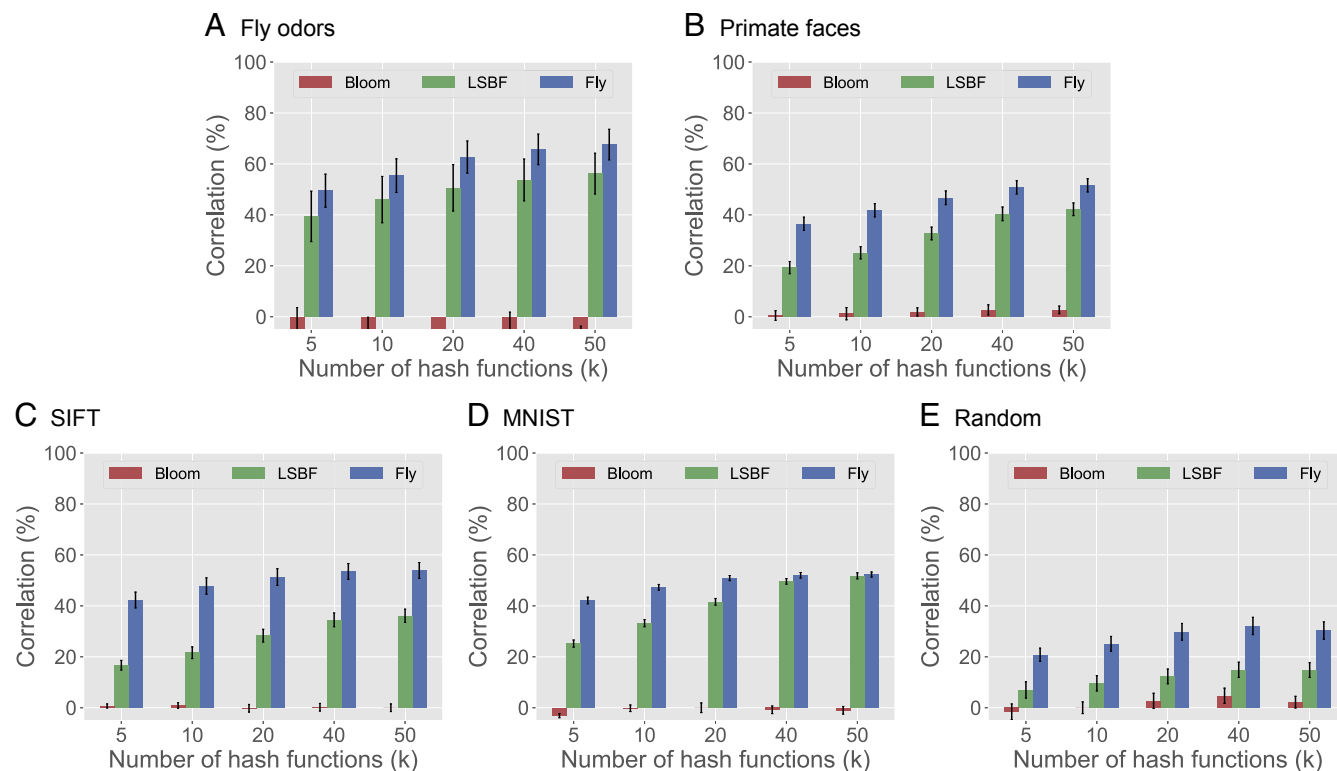 A Fly odors
Bloom LSBF Fly
Correlation (%)
100
80
60
40
20
0
5 10 20 40 50
Number of hash functions (k)
B Primate faces
Bloom LSBF Fly
Correlation (%)
100
80
60
40
20
0
5 10 20 40 50
Number of hash functions (k)
C SIFT
Bloom LSBF Fly
Correlation (%)
100
80
60
40
20
0
5 10 20 40 50
Number of hash functions (k)
D MNIST
Bloom LSBF Fly
Correlation (%)
100
80
60
40
20
0
5 10 20 40 50
Number of hash functions (k)
E Random
Bloom LSBF Fly
Correlation (%)
100
80
60
40
20
0
5 10 20 40 50
Number of hash functions (k)